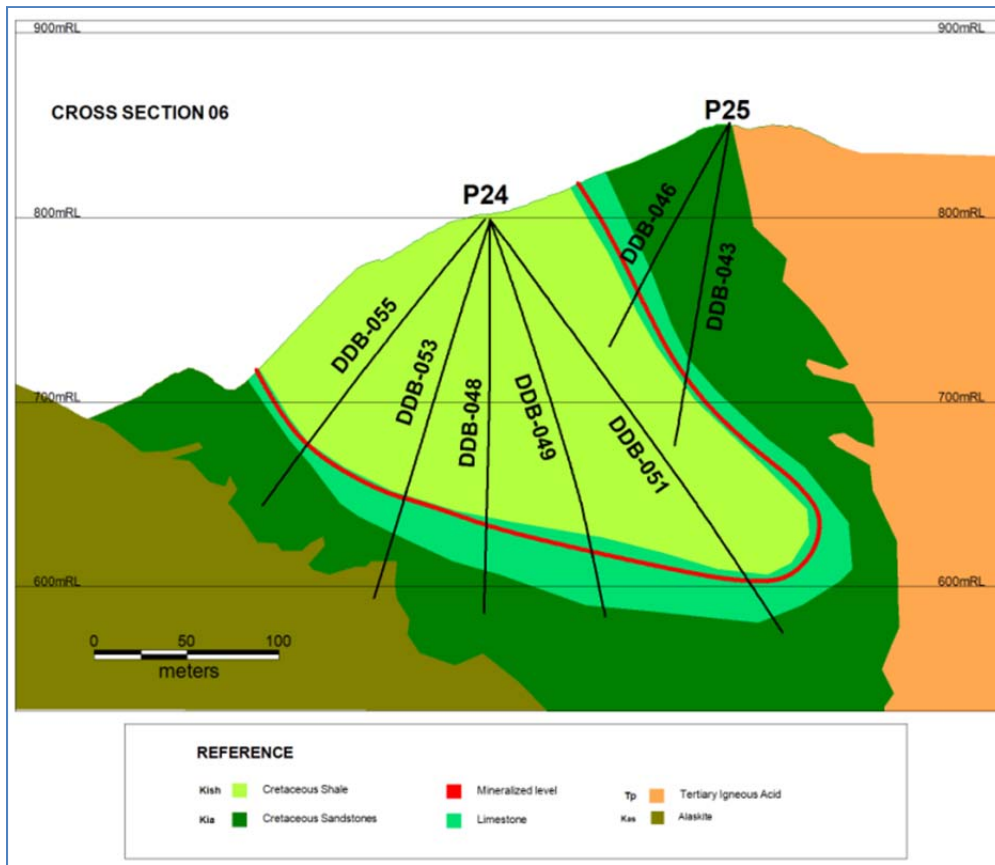 900mRL 900mRL
CROSS SECTION 06
P25
P24
800mRL 800mRL
DDB-046
DDB-043
DDB-055
DDB-053
DDB-048
DDB-049
DDB-051
700mRL 700mRL
600mRL 600mRL
0 50 100
meters
REFERENCE
Kish Cretaceous Shale Mineralized level Tp Tertiary Igneous Acid
Kia Cretaceous Sandstones Limestone Kas Alaskite